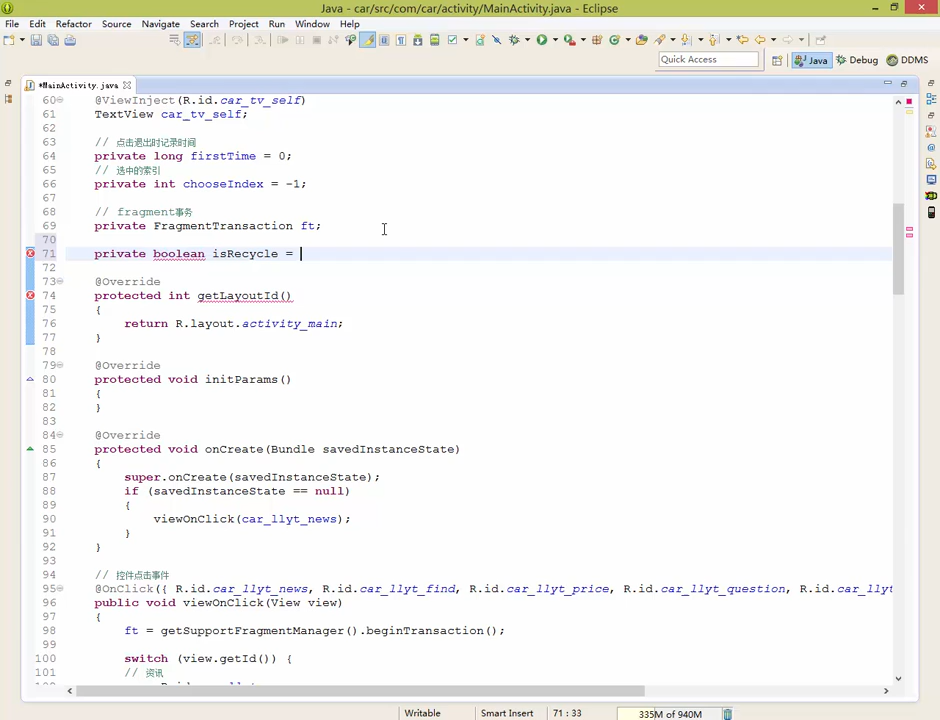 Java - car/src/com/car/activity/MainActivity.java - Eclipse
File Edit Refactor Source Navigate Search Project Run Window Help
Quick Access
Java
Debug
DDMS
*MainActivity.java
60 @ViewInject(R.id.car_tv_self)
61 TextView car_tv_self;
62
63 // 点击退出时记录时间
64 private long firstTime = 0;
65 // 选中的索引
66 private int chooseIndex = -1;
67
68 // fragment事务
69 private FragmentTransaction ft;
70
71 private boolean isRecycle =
72
73 @Override
74 protected int getLayoutId()
75 {
76 return R.layout.activity_main;
77 }
78
79 @Override
80 protected void initParams()
81 {
82 }
83
84 @Override
85 protected void onCreate(Bundle savedInstanceState)
86 {
87 super.onCreate(savedInstanceState);
88 if (savedInstanceState == null)
89 {
90 viewOnClick(car_llyt_news);
91 }
92 }
93
94 // 控件点击事件
95 @OnClick({ R.id.car_llyt_news, R.id.car_llyt_find, R.id.car_llyt_price, R.id.car_llyt_question, R.id.car_llyt
96 public void viewOnClick(View view)
97 {
98 ft = getSupportFragmentManager().beginTransaction();
99
100 switch (view.getId()) {
101 // 资讯
Writable Smart Insert 71 : 33 335M of 940M